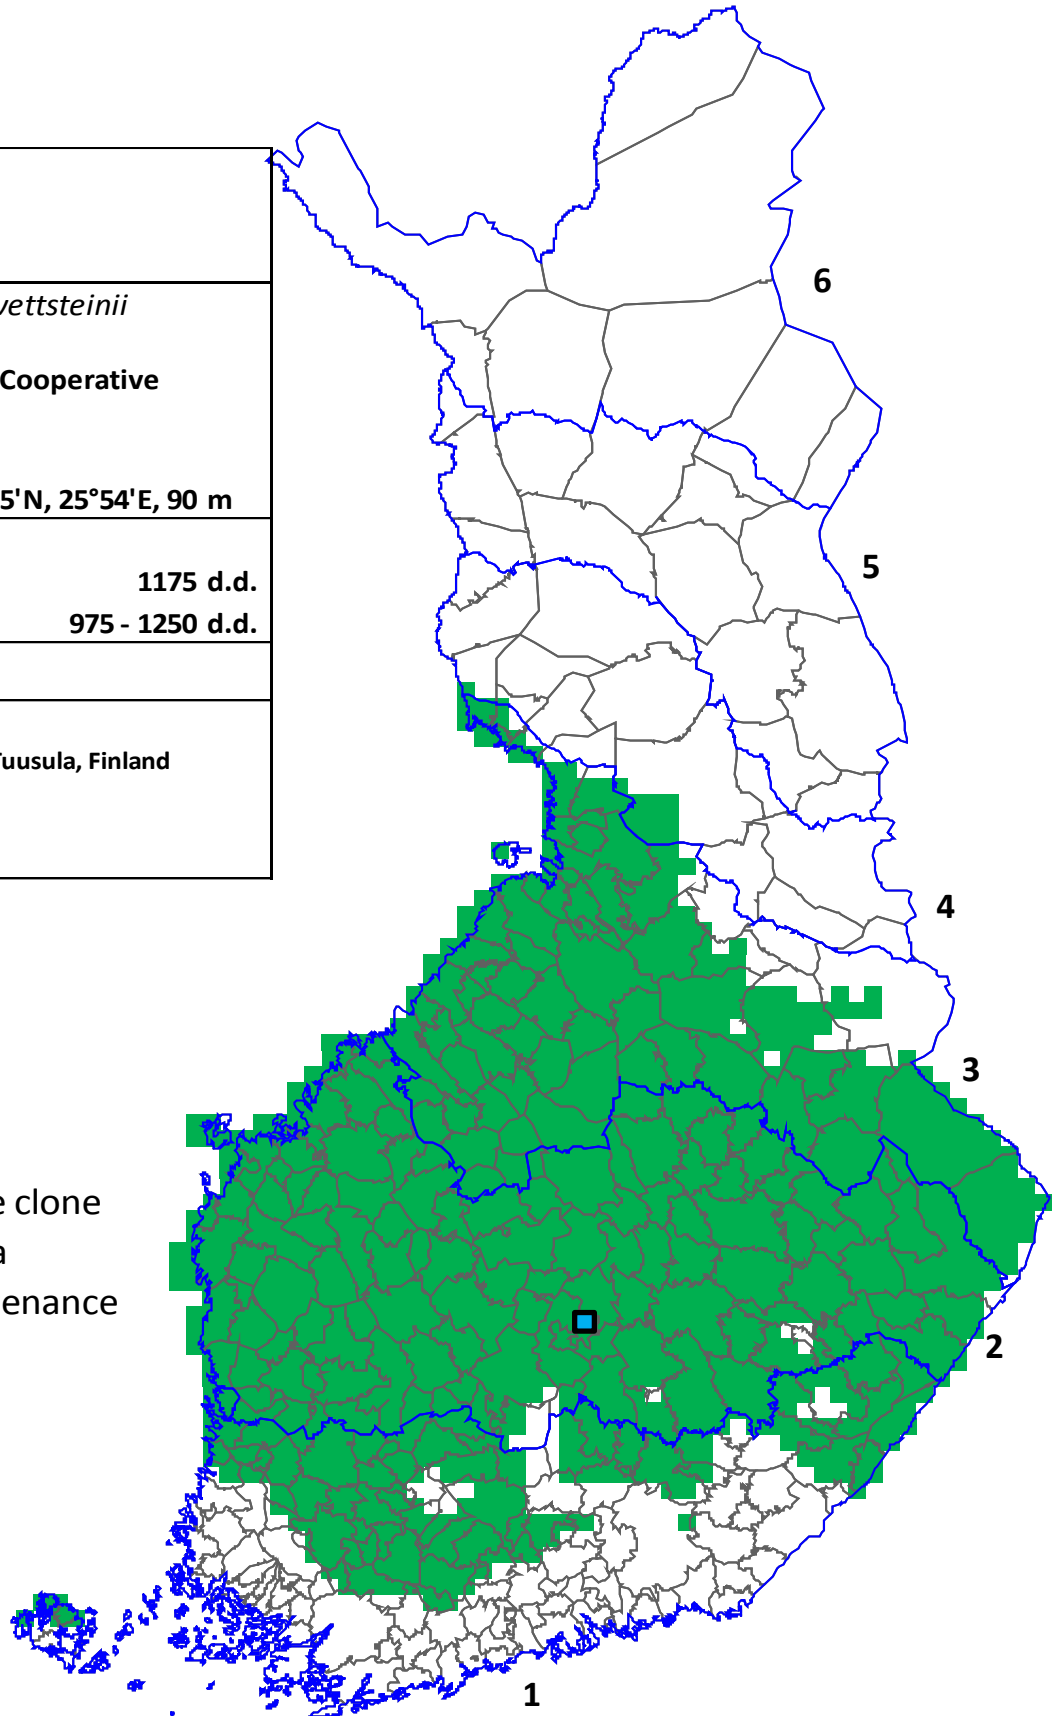 vettsteinii
Cooperative
5'N, 25°54'E, 90 m
1175 d.d.
975 - 1250 d.d.
Tuusula, Finland
e clone
a
enance
6
5
4
3
2
1